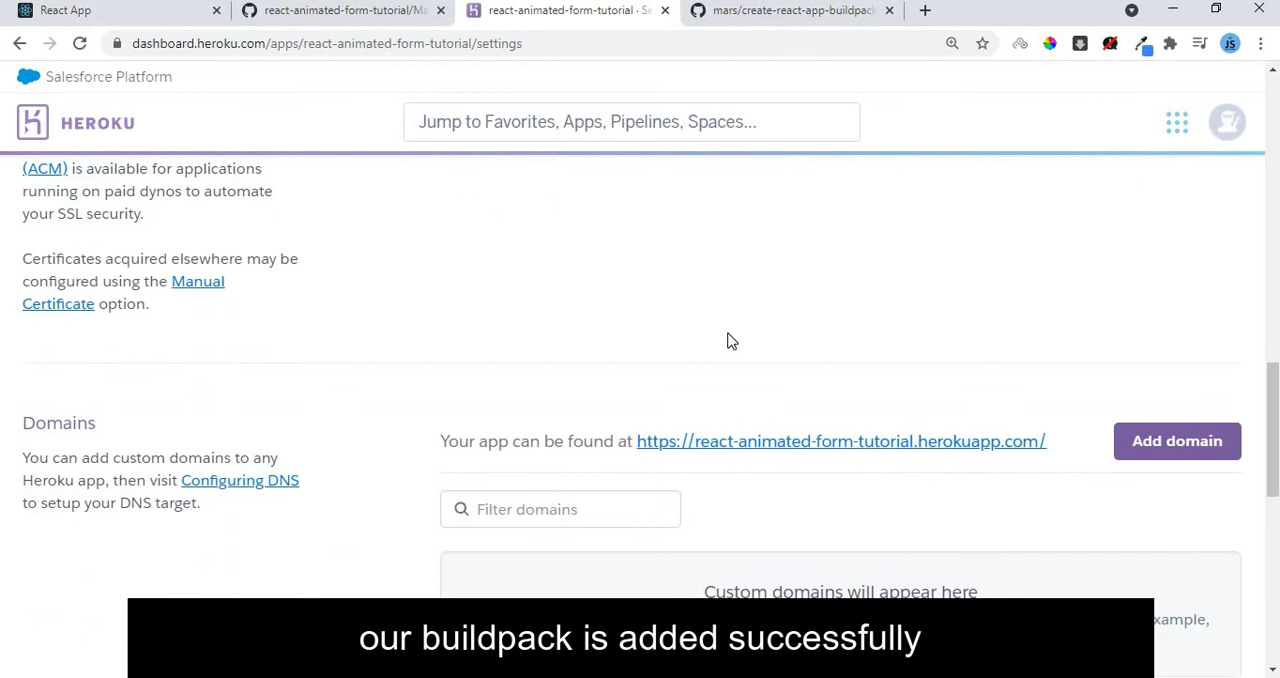 React App
react-animated-form-tutorial/Ma
react-animated-form-tutorial · Se
mars/create-react-app-buildpack
dashboard.heroku.com/apps/react-animated-form-tutorial/settings
JS
Salesforce Platform
HEROKU
Jump to Favorites, Apps, Pipelines, Spaces...
(ACM) is available for applications
running on paid dynos to automate
your SSL security.
Certificates acquired elsewhere may be
configured using the Manual
Certificate option.
Domains
You can add custom domains to any
Heroku app, then visit Configuring DNS
to setup your DNS target.
Your app can be found at https://react-animated-form-tutorial.herokuapp.com/
Add domain
Filter domains
Custom domains will appear here
example,
our buildpack is added successfully